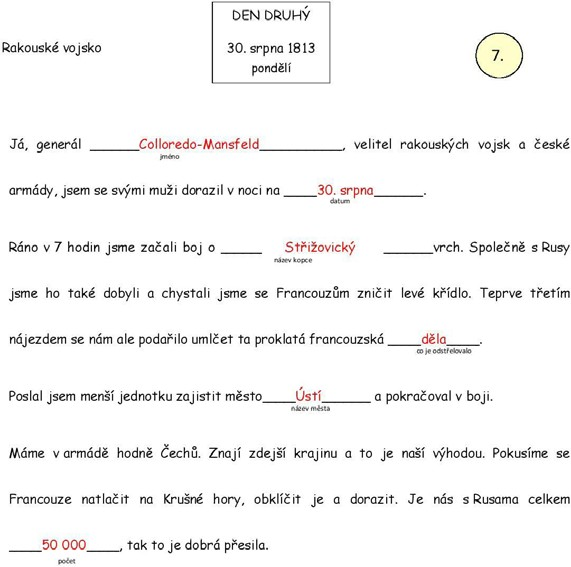 DEN DRUHÝ
Rakouské vojsko
30. srpna 1813
pondělí
7.
Já, generál ______Colloredo-Mansfeld__________, velitel rakouských vojsk a české
jméno
armády, jsem se svými muži dorazil v noci na ____30. srpna______.
datum
Ráno v 7 hodin jsme začali boj o _____ Střižovický ______vrch. Společně s Rusy
název kopce
jsme ho také dobyli a chystali jsme se Francouzům zničit levé křídlo. Teprve třetím
nájezdem se nám ale podařilo umlčet ta proklatá francouzská ____děla____.
co je odstřelovalo
Poslal jsem menší jednotku zajistit město____Ústí______ a pokračoval v boji.
název města
Máme v armádě hodně Čechů. Znají zdejší krajinu a to je naší výhodou. Pokusíme se
Francouze natlačit na Krušné hory, obklíčit je a dorazit. Je nás s Rusama celkem
____50 000____, tak to je dobrá přesila.
počet